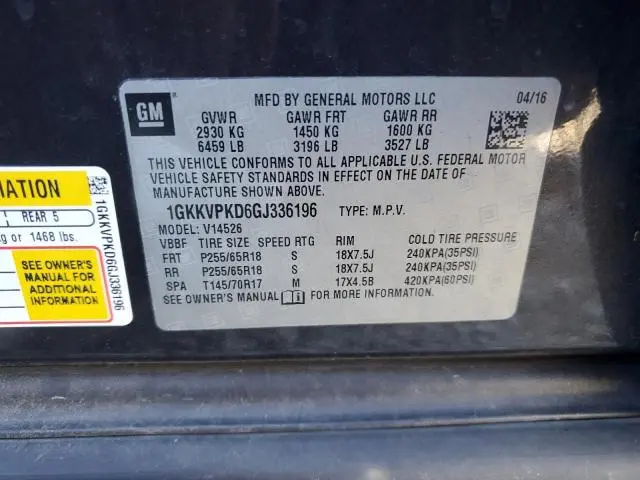 GM
MFD BY GENERAL MOTORS LLC 04/16
GVWR GAWR FRT GAWR RR
2930 KG 1450 KG 1600 KG
6459 LB 3196 LB 3527 LB
THIS VEHICLE CONFORMS TO ALL APPLICABLE U.S. FEDERAL MOTOR
VEHICLE SAFETY STANDARDS IN EFFECT ON THE DATE OF
MANUFACTURE SHOWN ABOVE.
1GKKVPKD6GJ336196 TYPE: M.P.V.
MODEL: V14526
VBBF TIRE SIZE SPEED RTG RIM COLD TIRE PRESSURE
FRT P255/65R18 S 18X7.5J 240KPA(35PSI)
RR P255/65R18 S 18X7.5J 240KPA(35PSI)
SPA T145/70R17 M 17X4.5B 420KPA(60PSI)
SEE OWNER'S MANUAL FOR MORE INFORMATION.
REAR 5
or 1468 lbs.
SEE OWNER'S
MANUAL FOR
ADDITIONAL
INFORMATION
1GKKVPKD6GJ336196